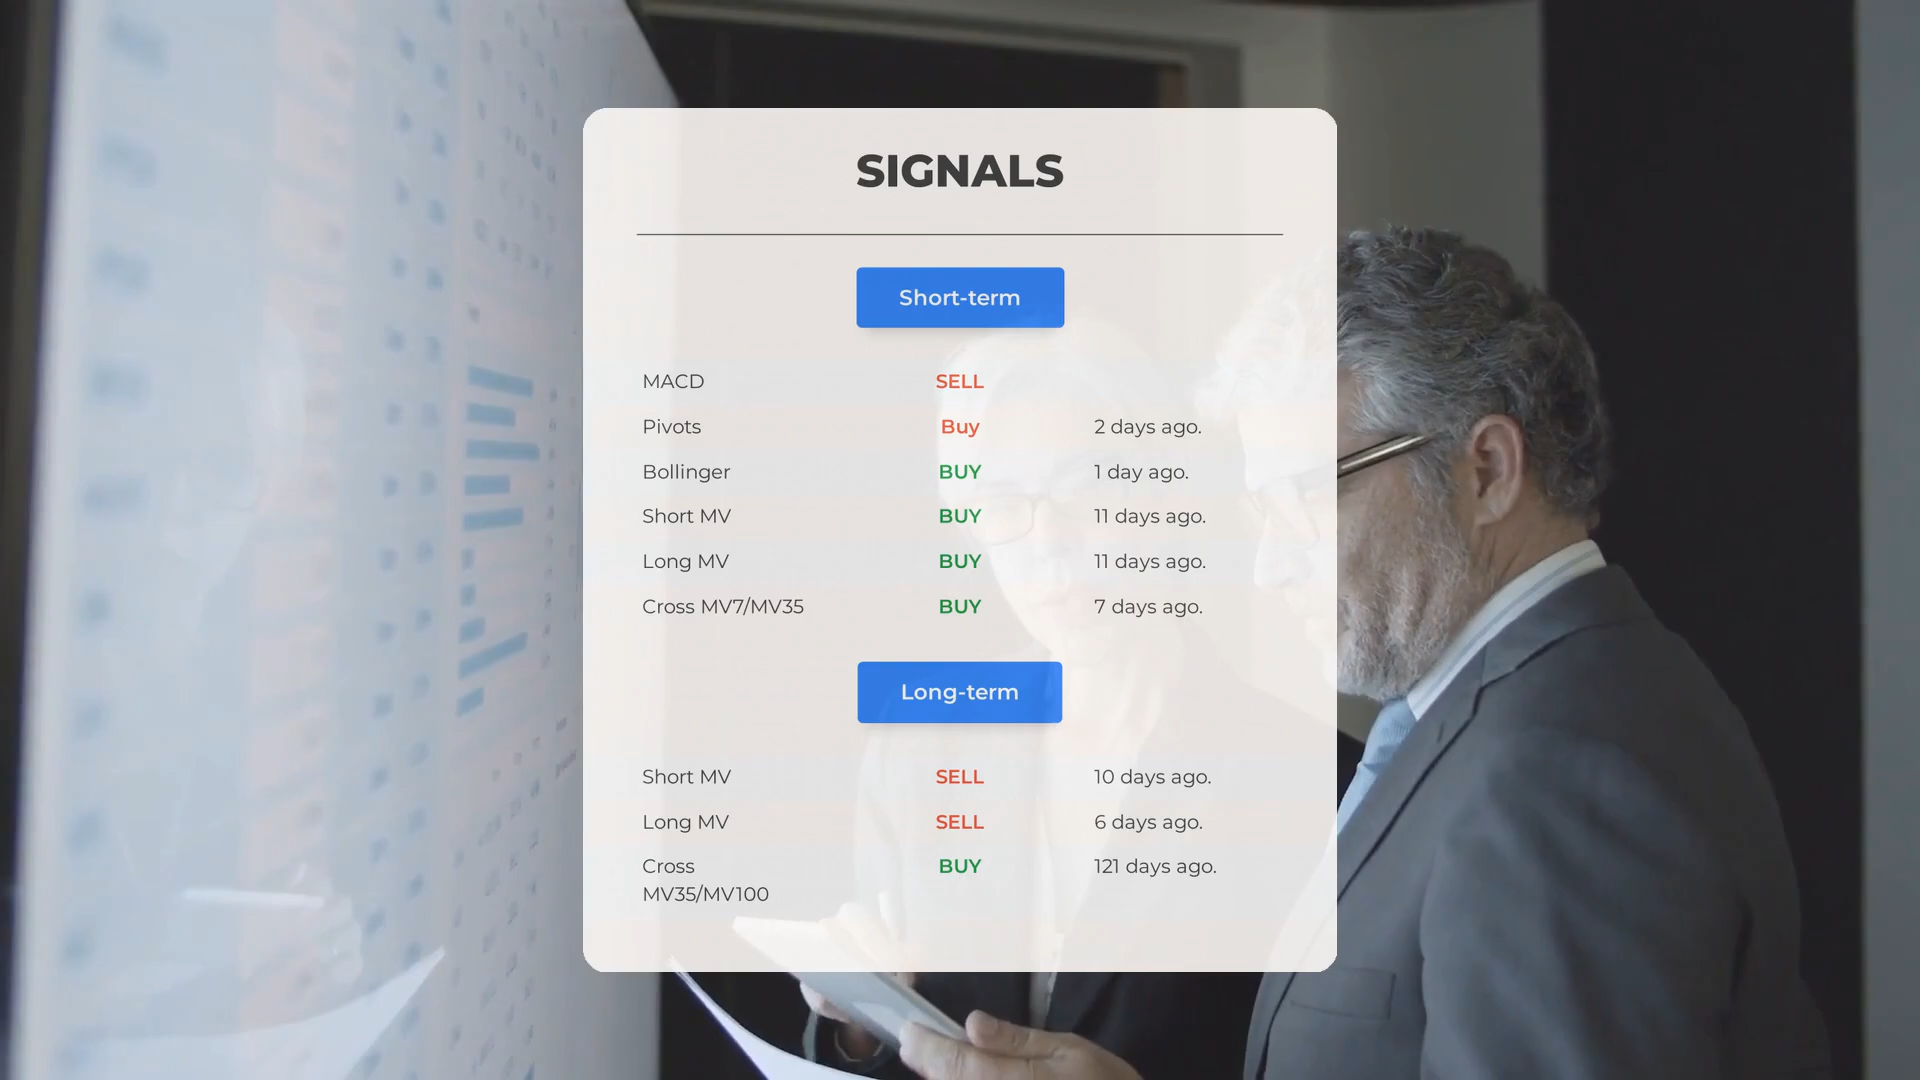 SIGNALS
Short-term
MACD SELL
Pivots Buy 2 days ago.
Bollinger BUY 1 day ago.
Short MV BUY 11 days ago.
Long MV BUY 11 days ago.
Cross MV7/MV35 BUY 7 days ago.
Long-term
Short MV SELL 10 days ago.
Long MV SELL 6 days ago.
Cross BUY 121 days ago.
MV35/MV100